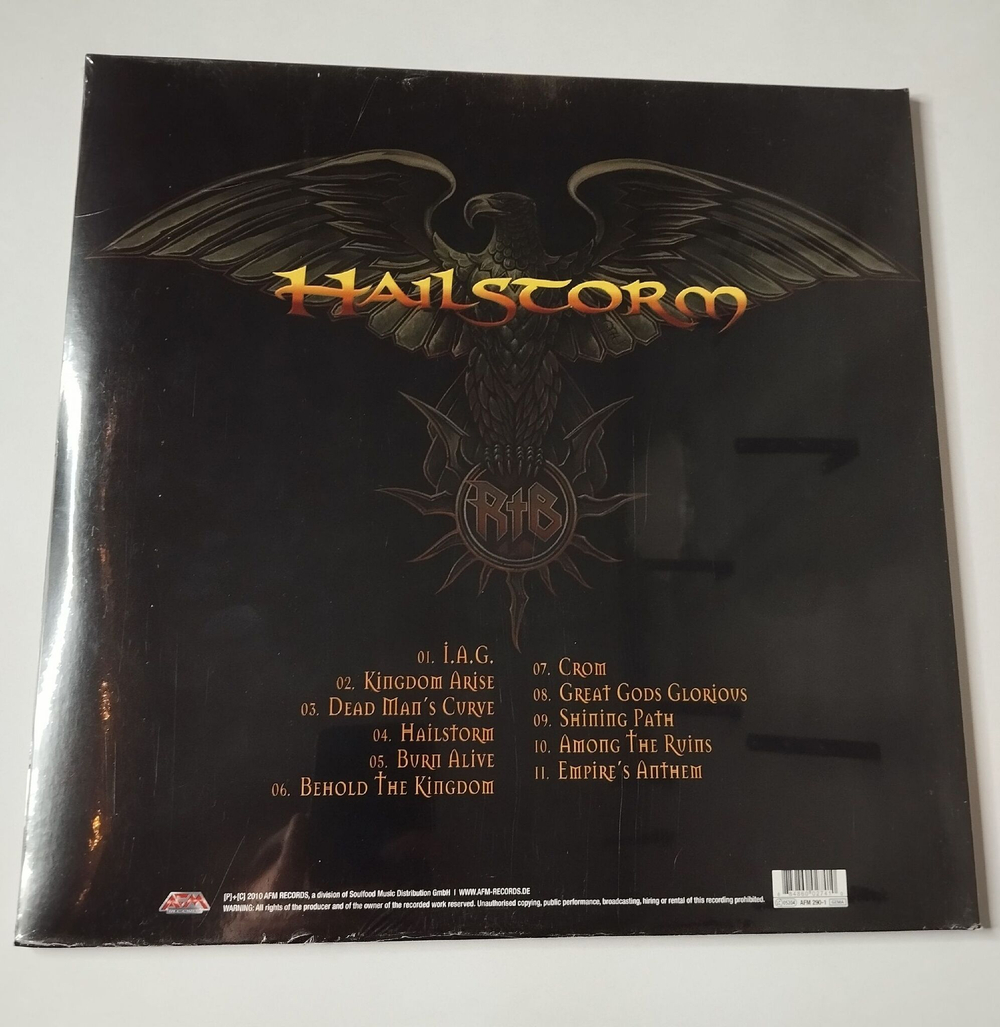 Hailstorm
RtB
01. I.A.G.
02. Kingdom Arise
03. Dead Man's Curve
04. Hailstorm
05. Burn Alive
06. Behold The Kingdom
07. Crom
08. Great Gods Glorious
09. Shining Path
10. Among The Ruins
11. Empire's Anthem
AFM
[P]+[C] 2010 AFM RECORDS, a division of Soulfood Music Distribution GmbH I WWW.AFM-RECORDS.DE
WARNING: All rights of the producer and of the owner of the recorded work reserved. Unauthorised copying, public performance, broadcasting, hiring or rental of this recording prohibited.
AFM 290-1